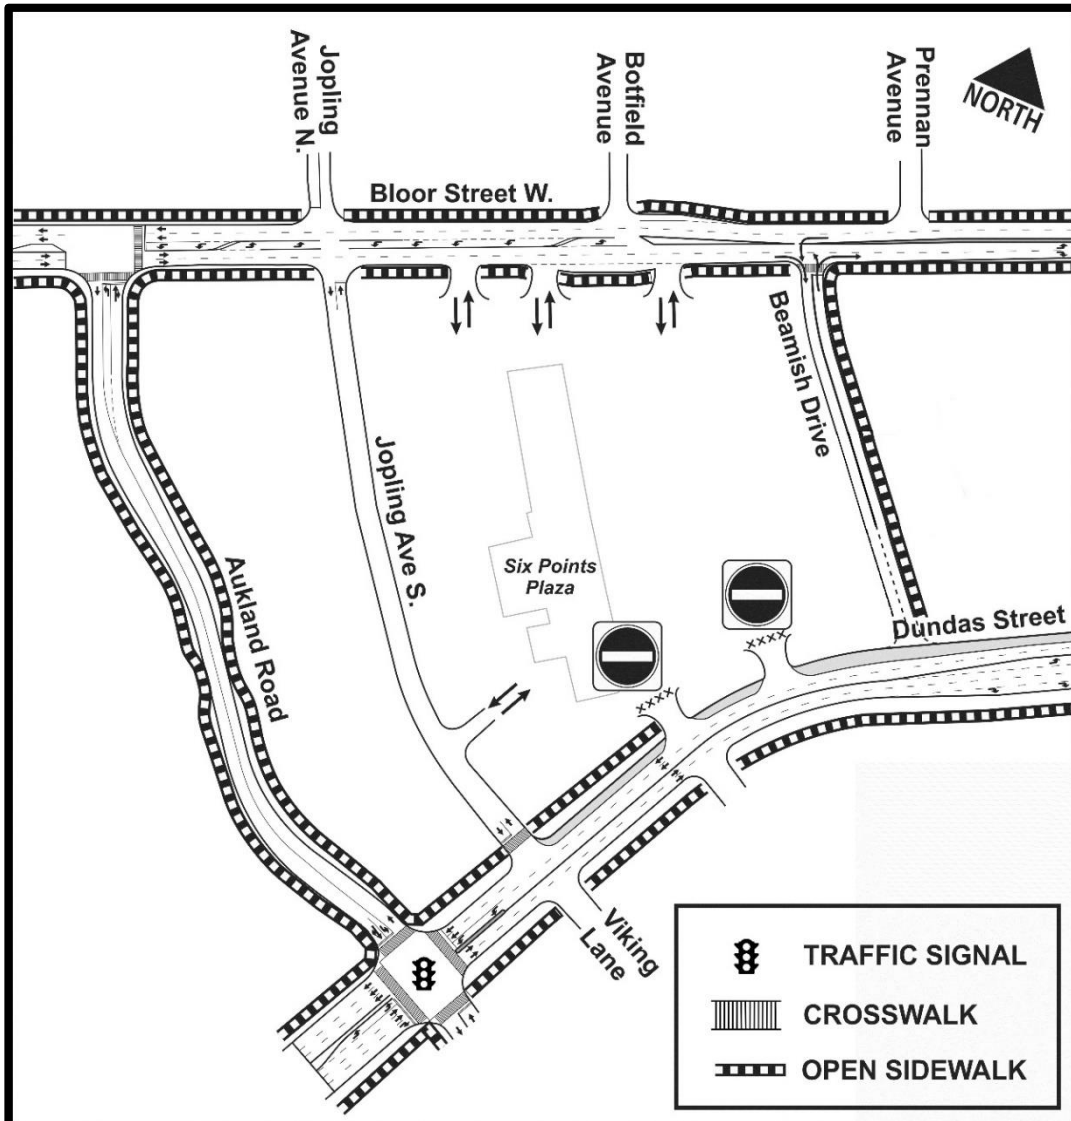 Jopling
Avenue N.
Botfield
Avenue
Prennan
Avenue
NORTH
Bloor Street W.
Beamish Drive
Jopling Ave S.
Six Points
Plaza
Aukland Road
Dundas Street
Viking
Lane
TRAFFIC SIGNAL
CROSSWALK
OPEN SIDEWALK